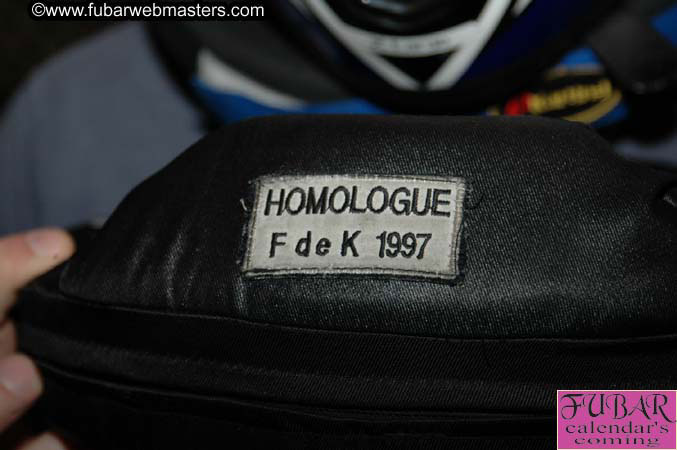 ©www.fubarwebmasters.com
HOMOLOGUE
F de K 1997
FUBAR
calendar's
coming